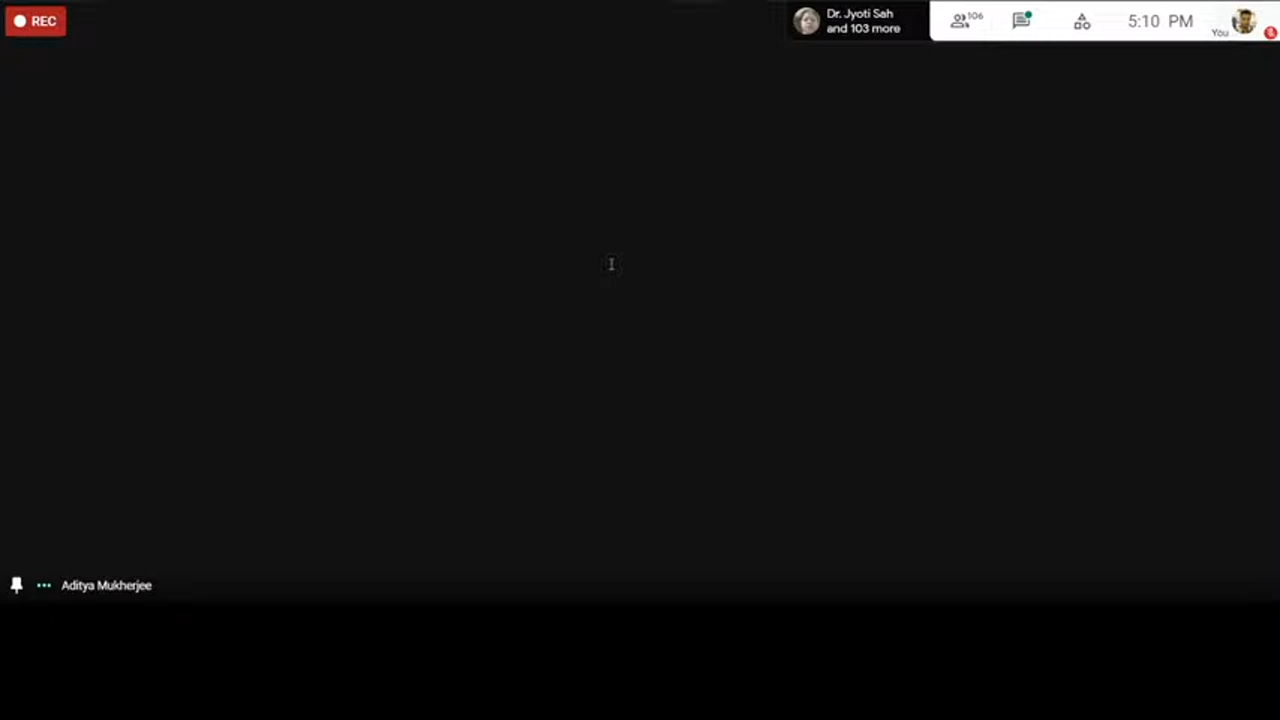 REC
Dr. Jyoti Sah
and 103 more
106
5:10 PM
You
Aditya Mukherjee